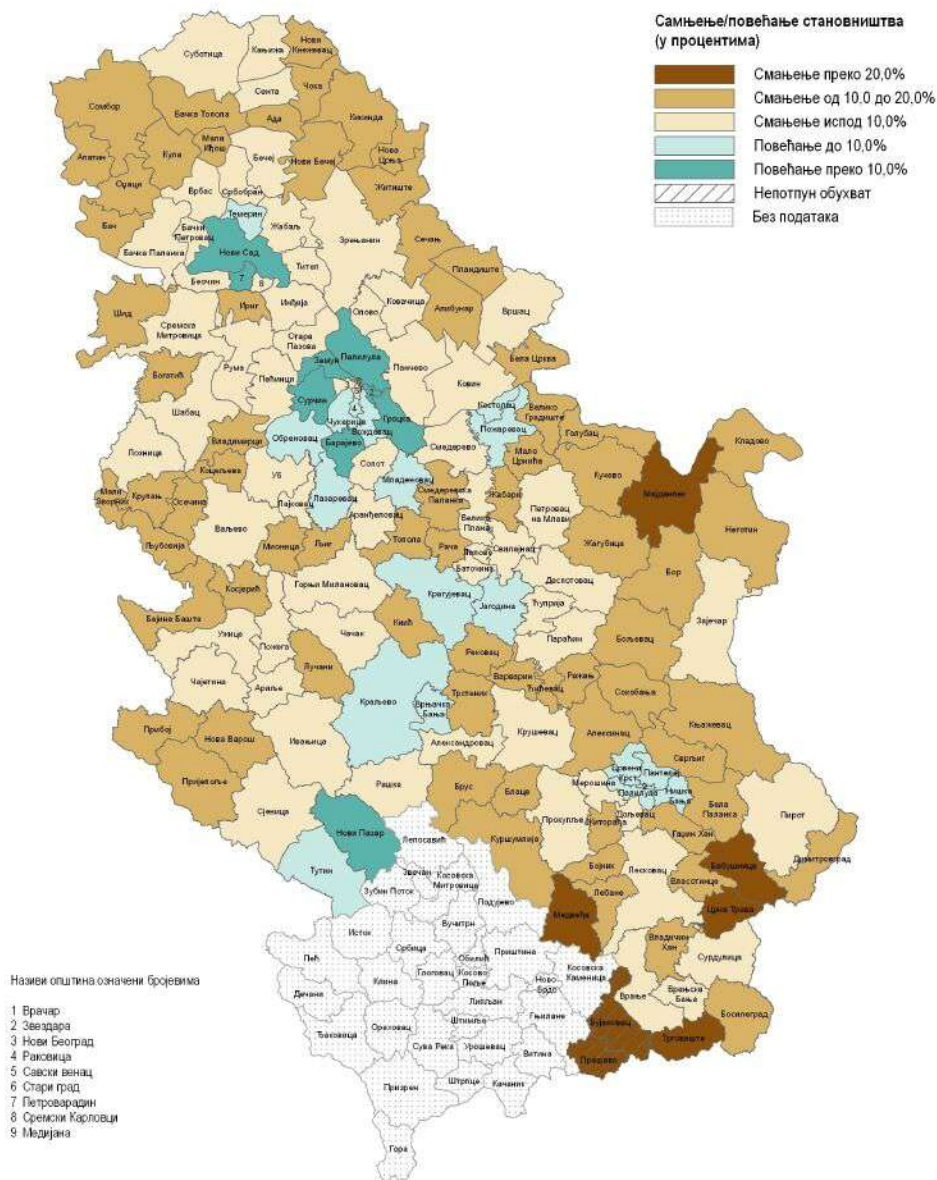 Самњење/повећање становништва
(у процентима)
Смањење преко 20,0%
Смањење од 10,0 до 20,0%
Смањење испод 10,0%
Повећање до 10,0%
Повећање преко 10,0%
Непотпун обухват
Без података
Суботица
Кањижа
Нови
Кнежевац
Сента
Чока
Сомбор
Бачка Топола
Ада
Кикинда
Мали
Иђош
Апатин
Кула
Бечеј
Нови Бечеј
Нова
Црња
Оџаци
Житиште
Врбас
Србобран
Бач
Темерин
Бачки
Петровац
Жабаљ
Зрењанин
Сечањ
Бачка Паланка
Нови Сад
Тител
Пландиште
7
8
Беочин
Ковачица
Алибунар
Вршац
Шид
Ириг
Инђија
Опово
Сремска
Митровица
Стара
Пазова
Бела Црква
Рума
Пећинци
Земун
Палилула
Панчево
Ковин
Богатић
Сурчин
Шабац
Чукарица
Вождовац
Гроцка
Костолац
Велико
Градиште
Обреновац
Барајево
Смедерево
Пожаревац
Голубац
Кладово
Лозница
Владимирци
Мало
Црниће
Коцељева
Уб
Сопот
Младеновац
Кучево
Мајданпек
Мали
Зворник
Крупањ
Осечина
Лазаревац
Смедеревска
Паланка
Жабари
Петровац
на Млави
Неготин
Лајковац
Велика
Плана
Љубовија
Ваљево
Мионица
Љиг
Аранђеловац
Топола
Рача
Лапово
Свилајнац
Жагубица
Баточина
Бор
Косјерић
Горњи Милановац
Деспотовац
Бајина Башта
Крагујевац
Јагодина
Ћуприја
Зајечар
Ужице
Пожега
Чачак
Кнић
Параћин
Бољевац
Лучани
Рековац
Чајетина
Ариље
Варварин
Ражањ
Ћићевац
Сокобања
Краљево
Врњачка
Бања
Трстеник
Књажевац
Прибој
Нова Варош
Ивањица
Александровац
Крушевац
Алексинац
Сврљиг
Пријепоље
Црвени
Крст
Пантелеј
Рашка
Брус
Блаце
Мерошина
Палилула
Нишка
Бања
Сјеница
Бела
Паланка
Пирот
Прокупље
Житорађа
Дољевац
Гаџин Хан
Нови Пазар
Лепосавић
Куршумлија
Бабушница
Димитровград
Тутин
Звечан
Косовска
Митровица
Бојник
Лесковац
Власотинце
Зубин Поток
Подујево
Медвеђа
Лебане
Црна Трава
Исток
Вучитрн
Владичин
Хан
Сурдулица
Пећ
Србица
Обилић
Приштина
Косовска
Каменица
Клина
Глоговац
Косово
Поље
Ново
Брдо
Врање
Врањска
Бања
Дечани
Липљан
Босилеград
Ђаковица
Ораховац
Штимље
Гњилане
Бујановац
Трговиште
Сува Река
Урошевац
Витина
Прешево
Призрен
Штрпце
Качаник
Гора
Називи општина означени бројевима
1 Врачар
2 Звездара
3 Нови Београд
4 Раковица
5 Савски венац
6 Стари град
7 Петроварадин
8 Сремски Карловци
9 Медијана